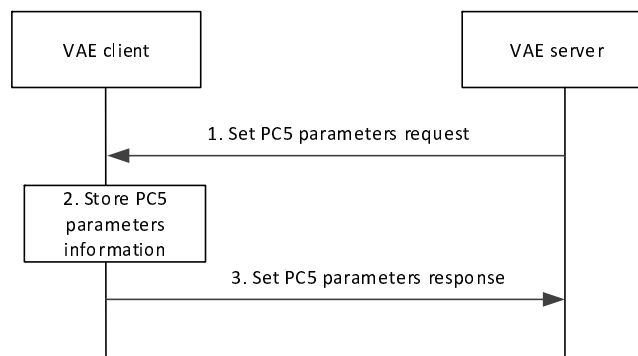 VAE client
VAE server
1. Set PC5 parameters request
2. Store PC5
parameters
information
3. Set PC5 parameters response